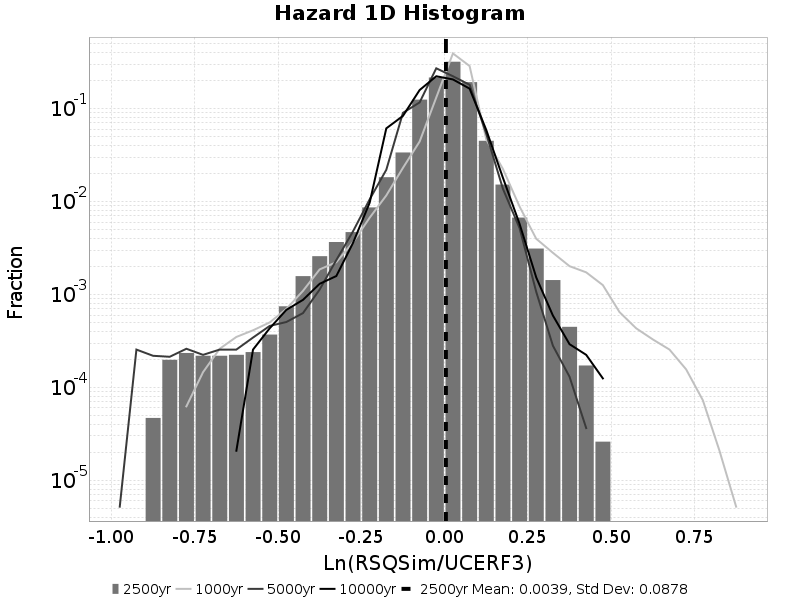 Hazard 1D Histogram
10-1
10-2
10-3
10-4
10-5
Fraction
-1.00 -0.75 -0.50 -0.25 0.00 0.25 0.50 0.75
Ln(RSQSim/UCERF3)
2500yr 1000yr 5000yr 10000yr 2500yr Mean: 0.0039, Std Dev: 0.0878